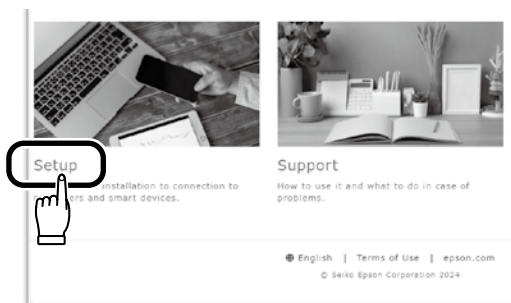 Setup
installation to connection to
ers and smart devices.
Support
How to use it and what to do in case of
problems.
English | Terms of Use | epson.com
© Seiko Epson Corporation 2024